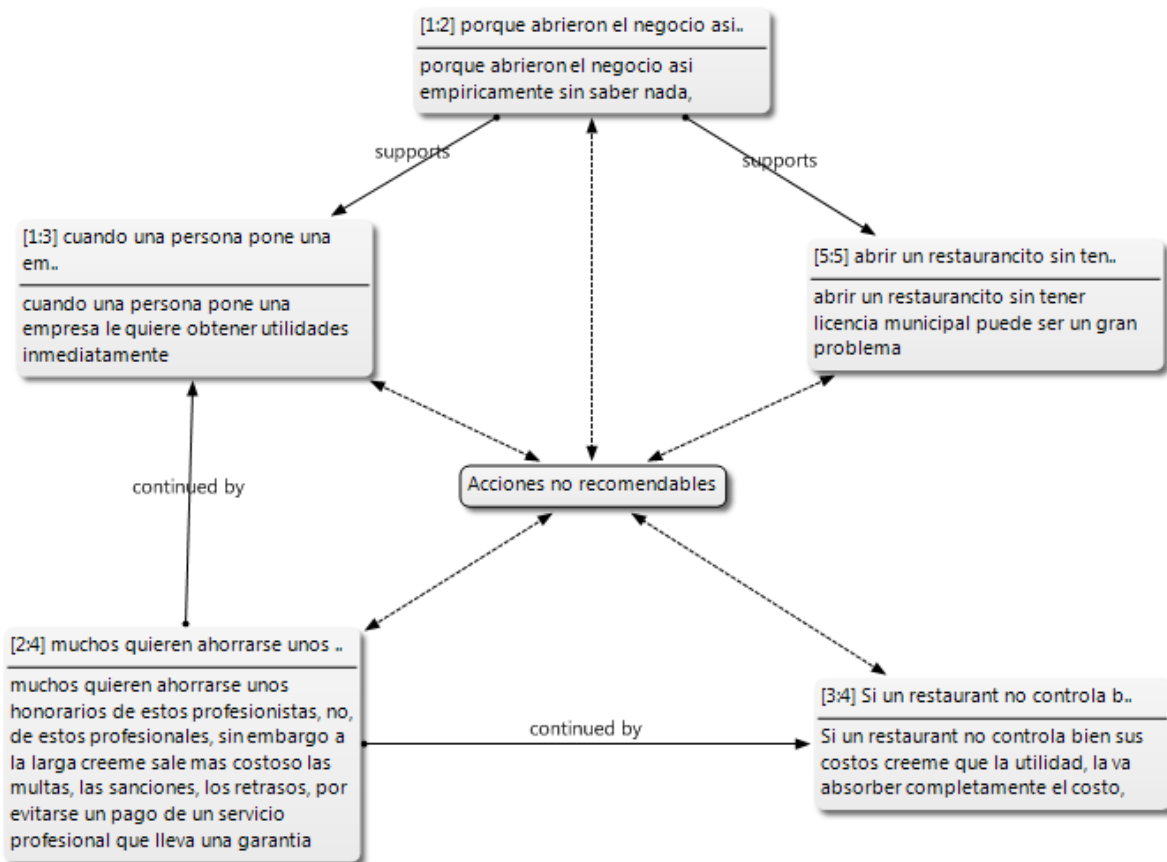 [1:2] porque abrieron el negocio asi..
porque abrieron el negocio asi
empiricamente sin saber nada,
supports
supports
[1:3] cuando una persona pone una
em..
cuando una persona pone una
empresa le quiere obtener utilidades
inmediatamente
[5:5] abrir un restaurancito sin ten..
abrir un restaurancito sin tener
licencia municipal puede ser un gran
problema
Acciones no recomendables
continued by
[2:4] muchos quieren ahorrarse unos ..
muchos quieren ahorrarse unos
honorarios de estos profesionistas, no,
de estos profesionales, sin embargo a
la larga creeme sale mas costoso las
multas, las sanciones, los retrasos, por
evitarse un pago de un servicio
profesional que lleva una garantia
continued by
[3:4] Si un restaurant no controla b..
Si un restaurant no controla bien sus
costos creeme que la utilidad, la va
absorber completamente el costo,